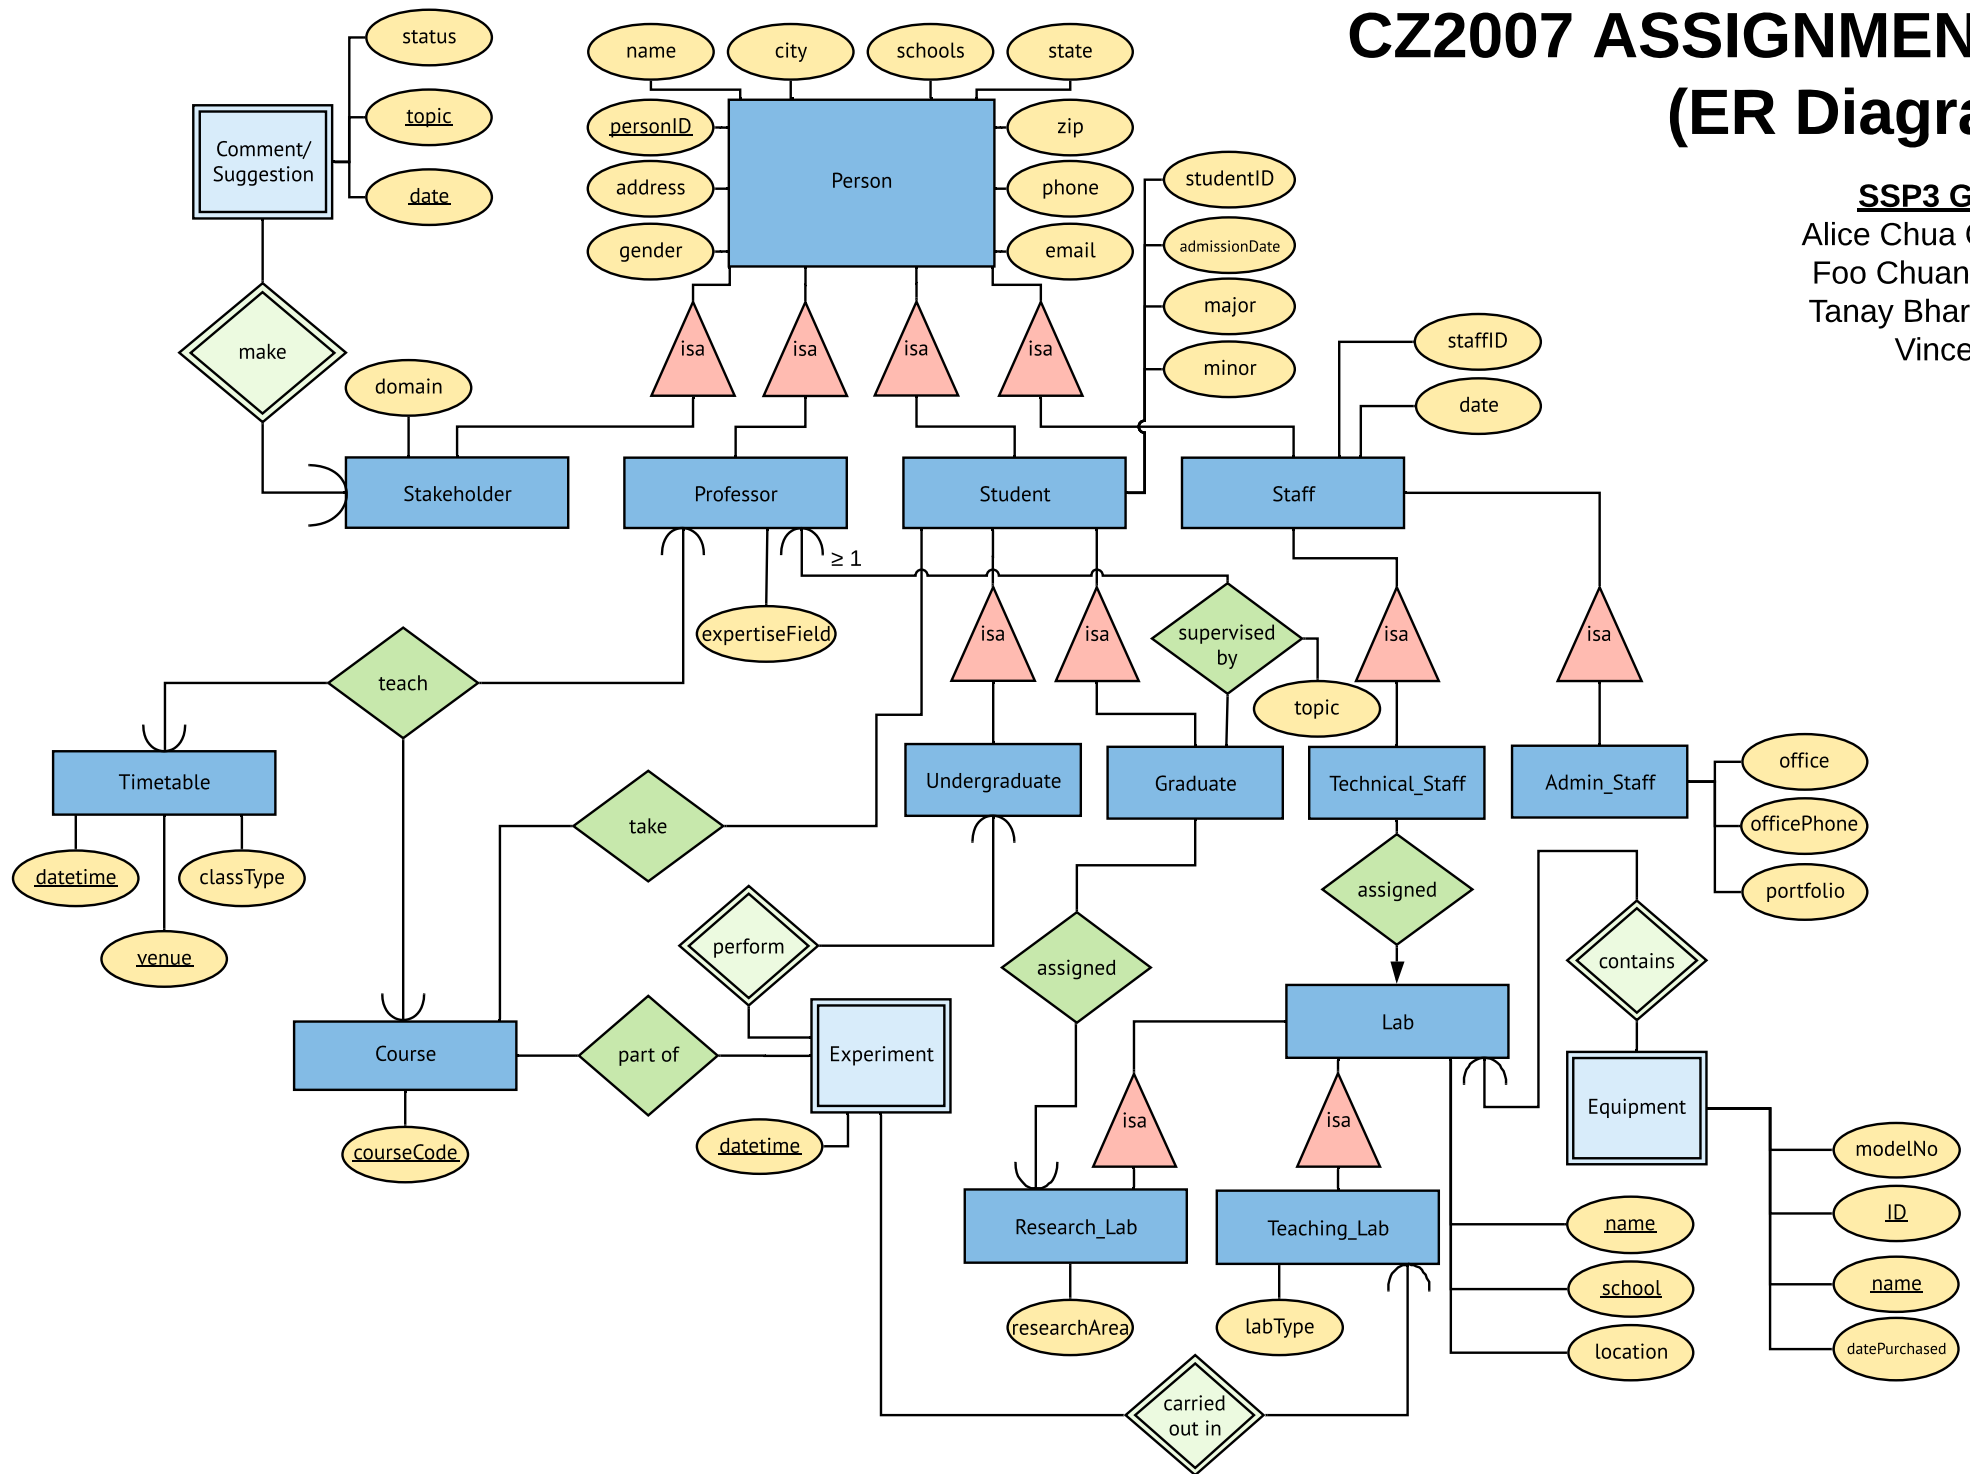 CZ2007 ASSIGNMEN
(ER Diagra
SSP3 G
Alice Chua
Foo Chuan
Tanay Bhar
Vince
status
topic
date
Comment/
Suggestion
make
domain
name
city
schools
state
personID
address
gender
Person
zip
phone
email
studentID
admissionDate
major
minor
staffID
date
isa
isa
isa
isa
Stakeholder
Professor
Student
Staff
≥ 1
expertiseField
teach
isa
isa
supervised
by
topic
isa
isa
Timetable
datetime
classType
venue
take
Undergraduate
Graduate
Technical_Staff
Admin_Staff
office
officePhone
portfolio
perform
assigned
assigned
contains
Course
part of
Experiment
Lab
Equipment
courseCode
datetime
isa
isa
modelNo
ID
name
datePurchased
Research_Lab
Teaching_Lab
name
school
location
researchArea
labType
carried
out in